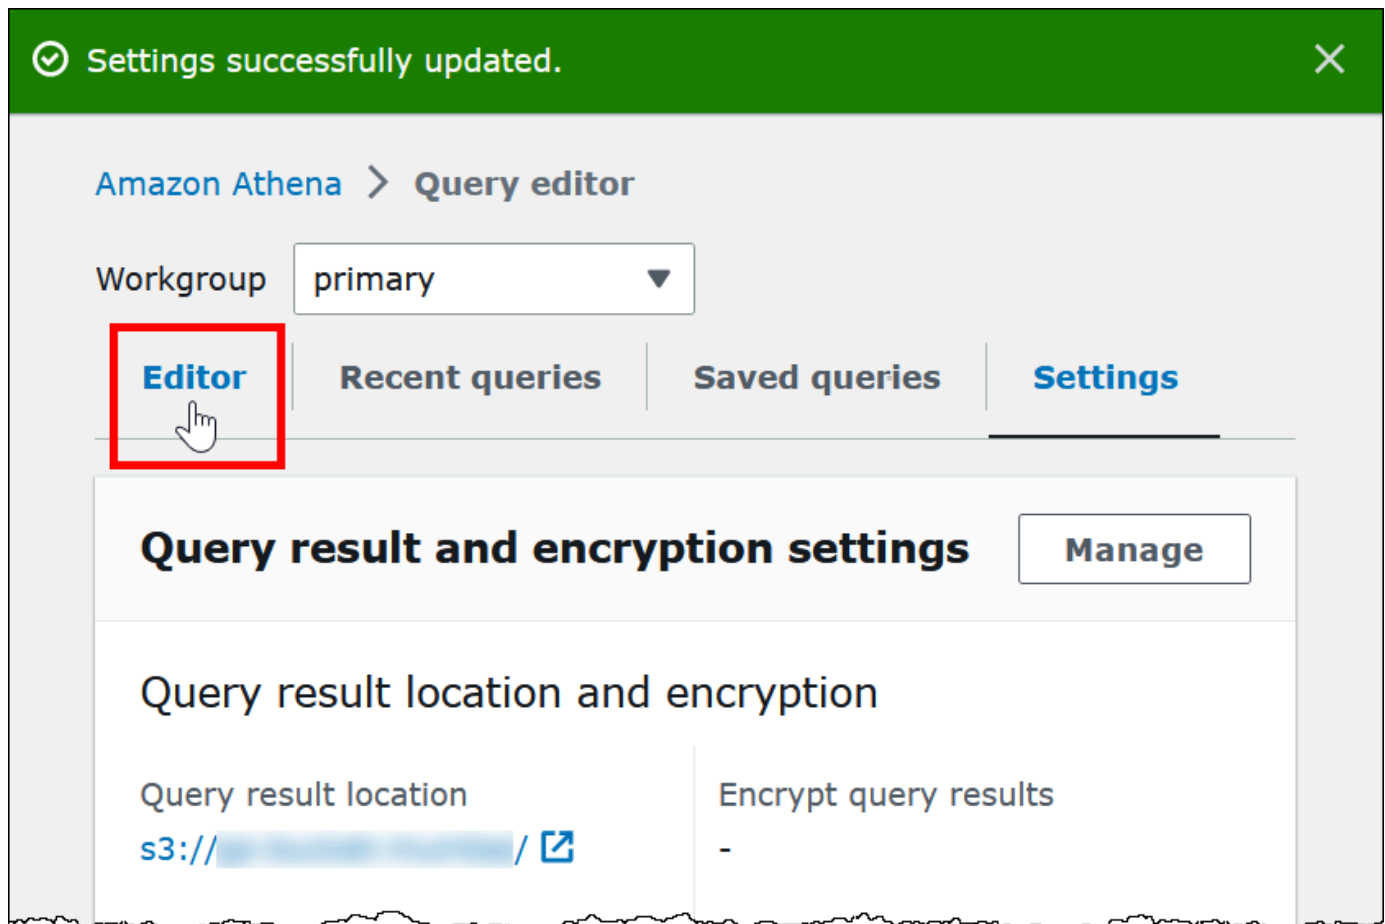 Settings successfully updated.
Amazon Athena > Query editor
Workgroup primary
Editor Recent queries Saved queries Settings
Query result and encryption settings Manage
Query result location and encryption
Query result location Encrypt query results
s3:// / -